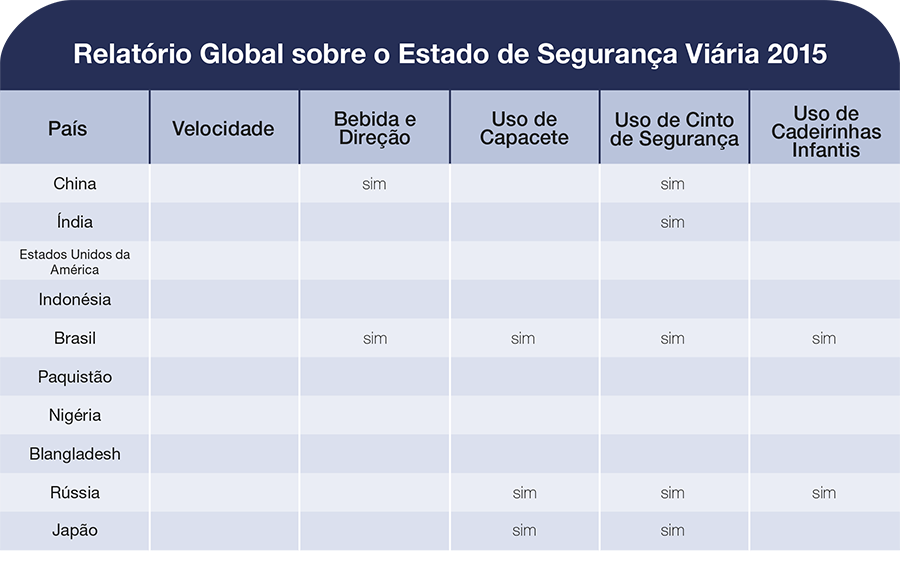 Relatório Global sobre o Estado de Segurança Viária 2015
País Velocidade Bebida e Direção Uso de Capacete Uso de Cinto de Segurança Uso de Cadeirinhas Infantis
China sim sim
Índia sim
Estados Unidos da
América
Indonésia
Brasil sim sim sim sim
Paquistão
Nigéria
Blangladesh
Rússia sim sim sim
Japão sim sim